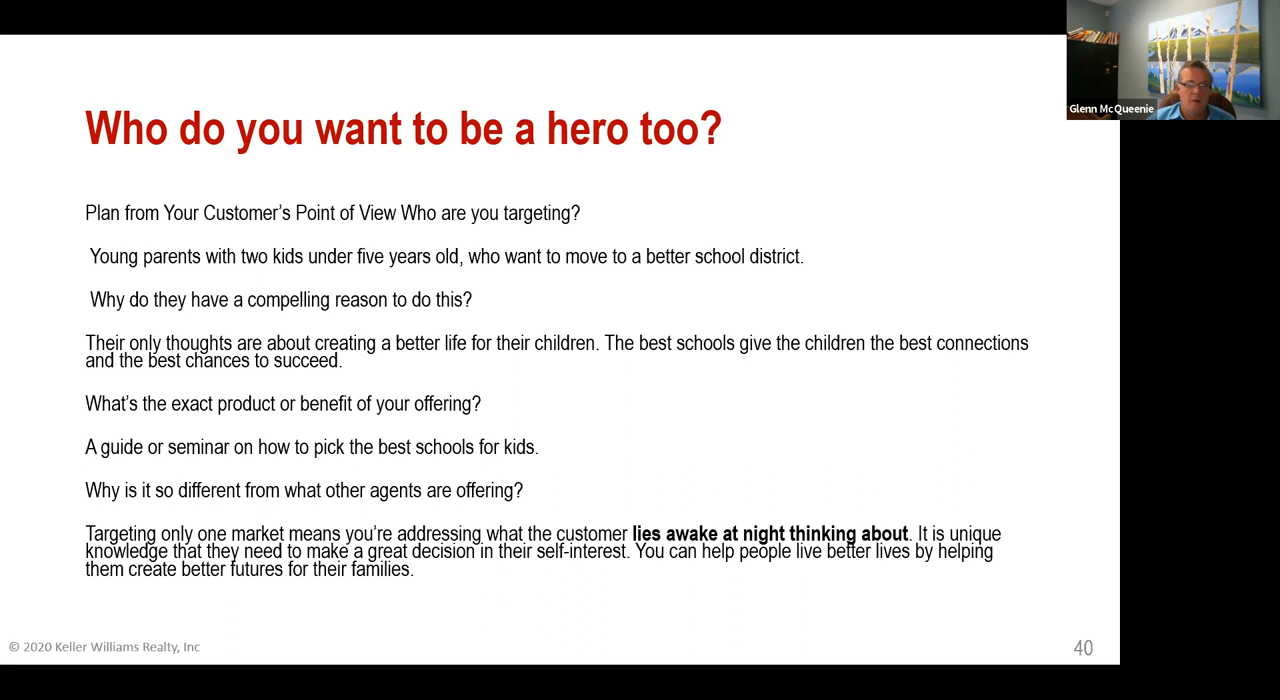 Glenn McQueenie
Who do you want to be a hero too?
Plan from Your Customer's Point of View Who are you targeting?
Young parents with two kids under five years old, who want to move to a better school district.
Why do they have a compelling reason to do this?
Their only thoughts are about creating a better life for their children. The best schools give the children the best connections
and the best chances to succeed.
What's the exact product or benefit of your offering?
A guide or seminar on how to pick the best schools for kids.
Why is it so different from what other agents are offering?
Targeting only one market means you're addressing what the customer lies awake at night thinking about. It is unique
knowledge that they need to make a great decision in their self-interest. You can help people live better lives by helping
them create better futures for their families.
© 2020 Keller Williams Realty, Inc
40